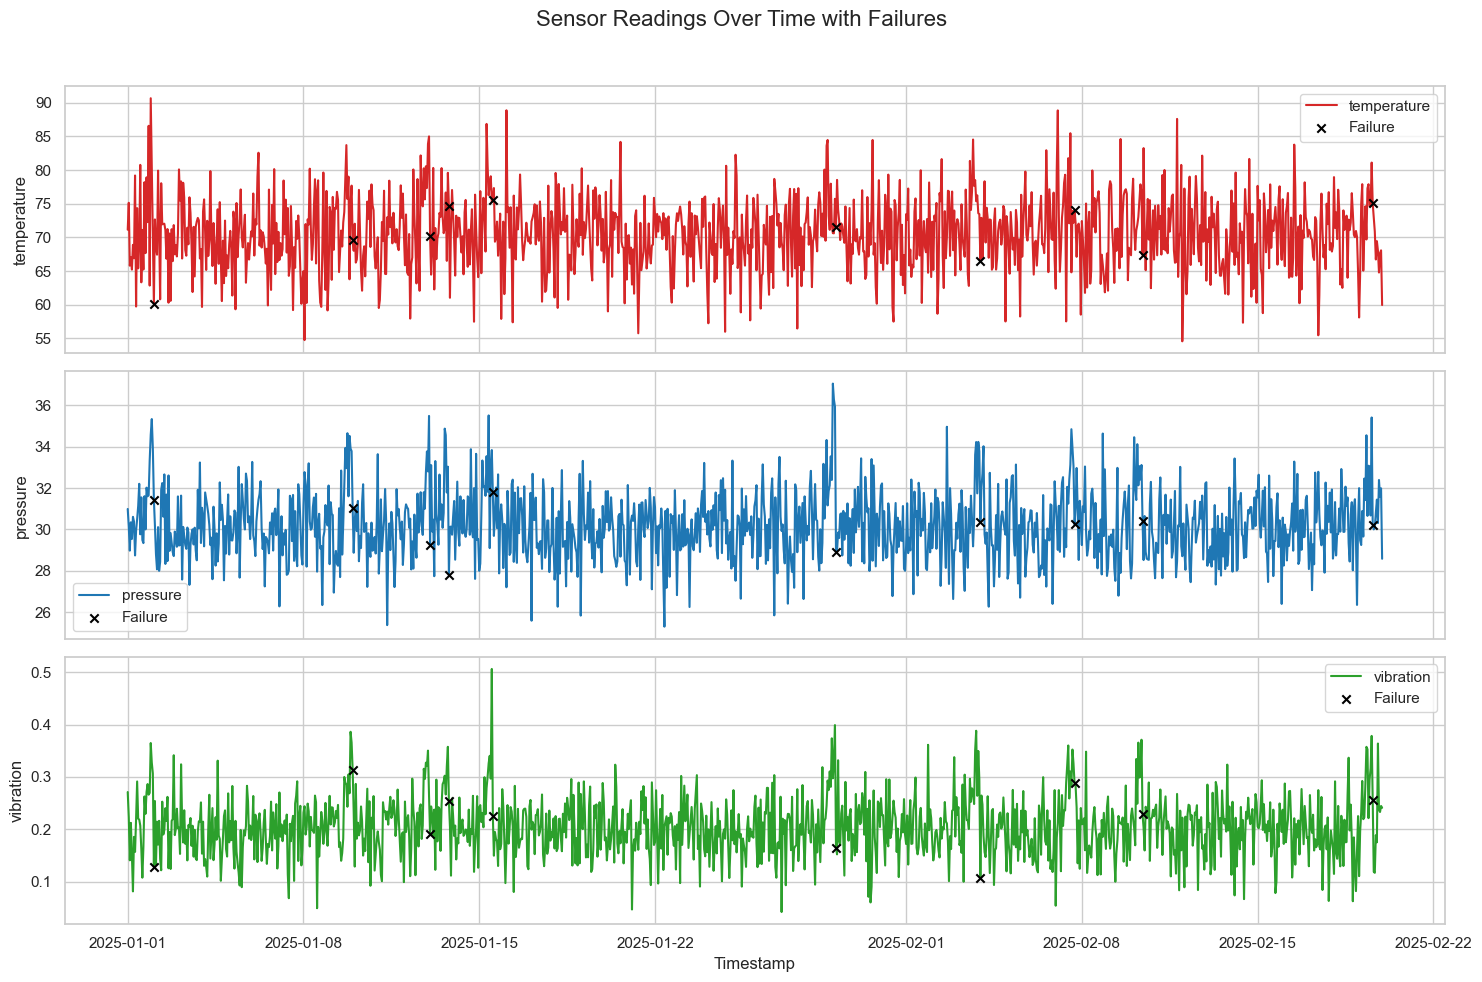 Sensor Readings Over Time with Failures
temperature
90
85
80
75
70
65
60
55
temperature
Failure
pressure
36
34
32
30
28
26
pressure
Failure
vibration
0.5
0.4
0.3
0.2
0.1
vibration
Failure
2025-01-01 2025-01-08 2025-01-15 2025-01-22 2025-02-01 2025-02-08 2025-02-15 2025-02-22
Timestamp